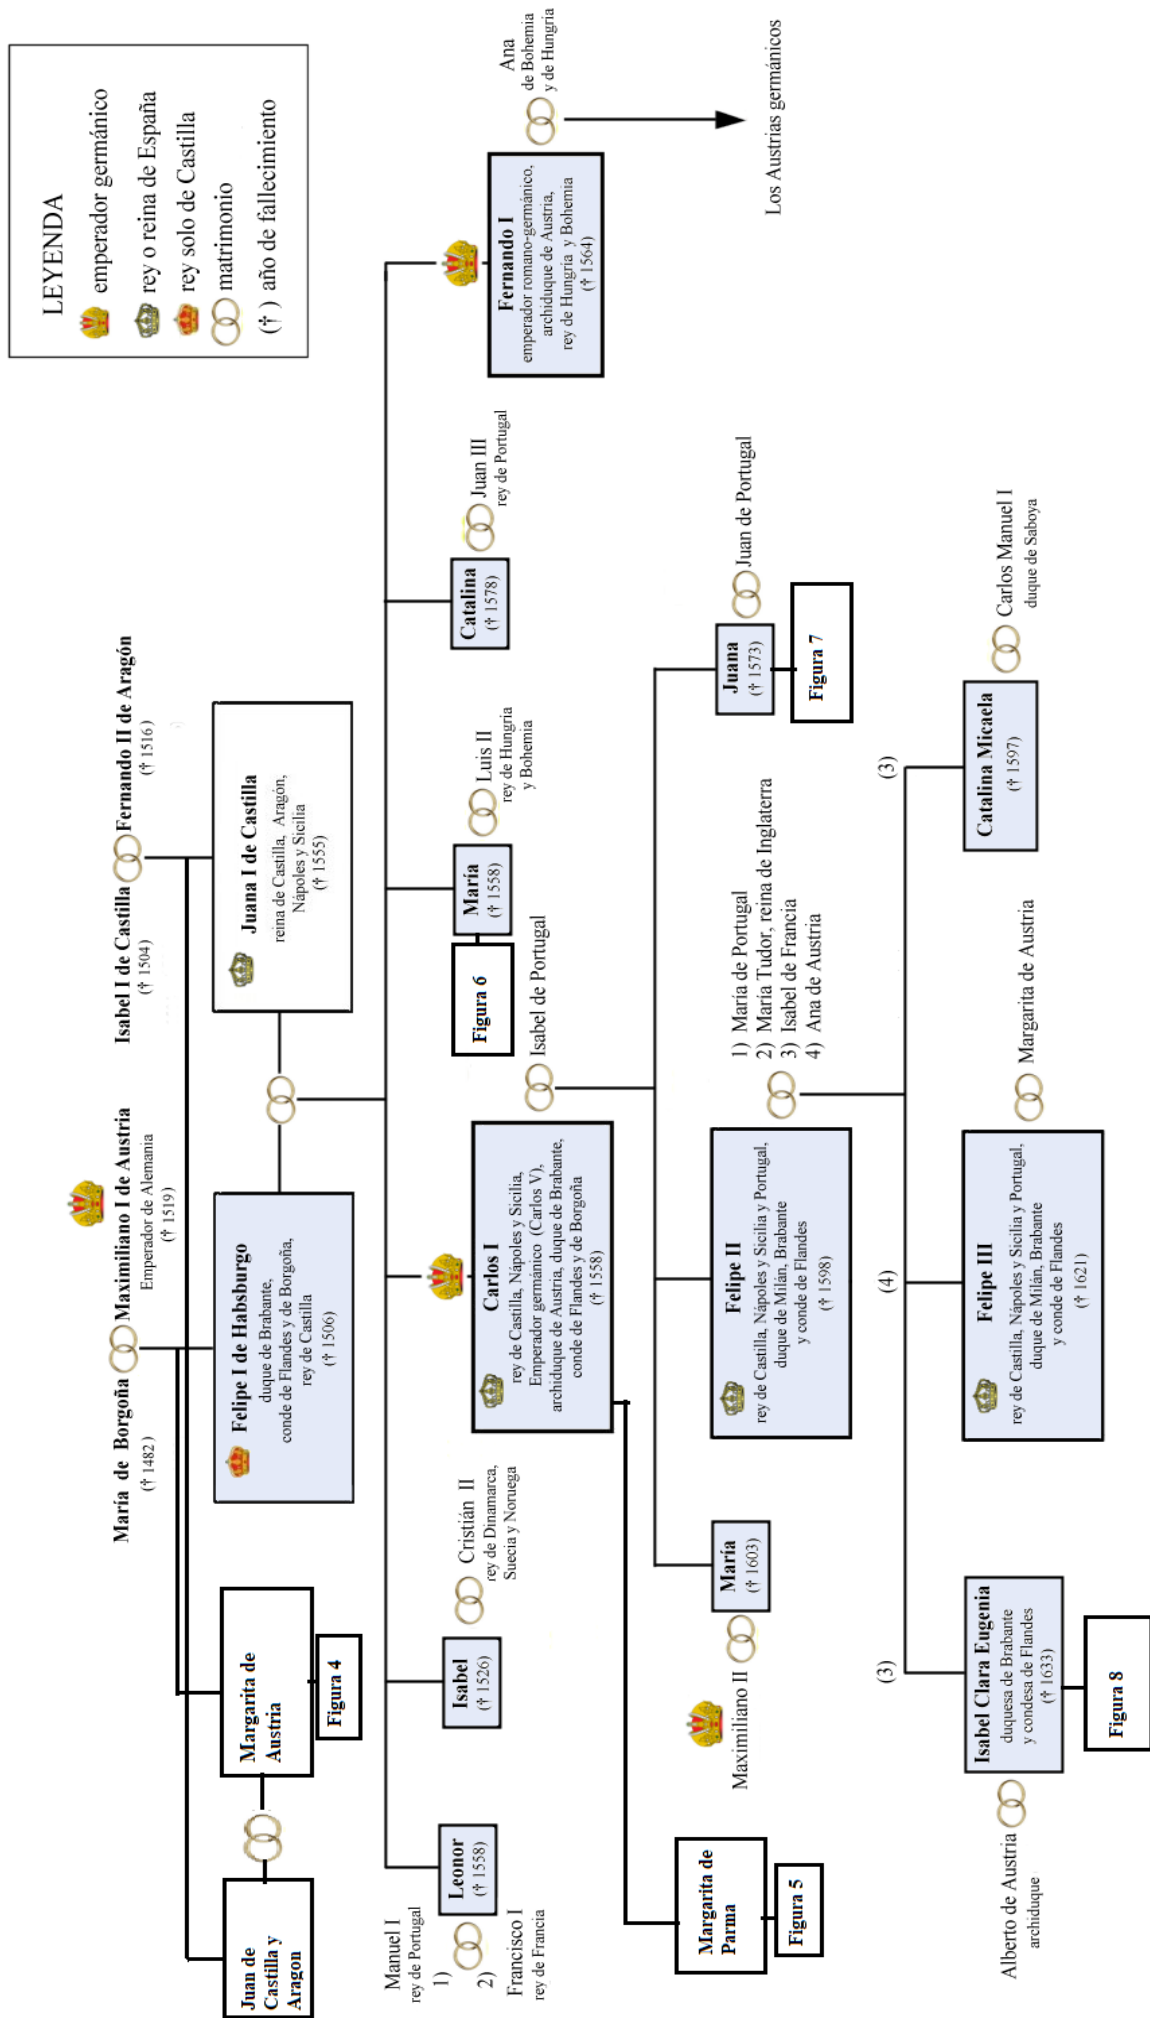 LEYENDA
emperador germánico
rey o reina de España
rey solo de Castilla
matrimonio
(†) año de fallecimiento
María de Borgoña
(† 1482)
Maximiliano I de Austria
Emperador de Alemania
(† 1519)
Isabel I de Castilla
(† 1504)
Fernando II de Aragón
(† 1516)
Juan de
Castilla y
Aragon
Margarita de
Austria
Figura 4
Felipe I de Habsburgo
duque de Brabante,
conde de Flandes y de Borgoña,
rey de Castilla
(† 1506)
Juana I de Castilla
reina de Castilla, Aragón,
Nápoles y Sicilia
(† 1555)
Manuel I
rey de Portugal
1)
2)
Francisco I
rey de Francia
Leonor
(† 1558)
Isabel
(† 1526)
Cristián II
rey de Dinamarca,
Suecia y Noruega
Carlos I
rey de Castilla, Nápoles y Sicilia,
Emperador germánico (Carlos V),
archiduque de Austria, duque de Brabante,
conde de Flandes y de Borgoña
(† 1558)
Isabel de Portugal
María
(† 1558)
Figura 6
Luis II
rey de Hungría
y Bohemia
Catalina
(† 1578)
Juan III
rey de Portugal
Fernando I
emperador romano-germánico,
archiduque de Austria,
rey de Hungría y Bohemia
(† 1564)
Ana
de Bohemia
y de Hungría
Los Austrias germánicos
Margarita de
Parma
Figura 5
Maximiliano II
María
(† 1603)
Felipe II
rey de Castilla, Nápoles y Sicilia y Portugal,
duque de Milán, Brabante
y conde de Flandes
(† 1598)
1) María de Portugal
2) María Tudor, reina de Inglaterra
3) Isabel de Francia
4) Ana de Austria
Juana
(† 1573)
Figura 7
Juan de Portugal
(3)
(4)
(3)
Alberto de Austria
archiduque
Isabel Clara Eugenia
duquesa de Brabante
y condesa de Flandes
(† 1633)
Figura 8
Felipe III
rey de Castilla, Nápoles y Sicilia y Portugal,
duque de Milán, Brabante
y conde de Flandes
(† 1621)
Margarita de Austria
Catalina Micaela
(† 1597)
Carlos Manuel I
duque de Saboya